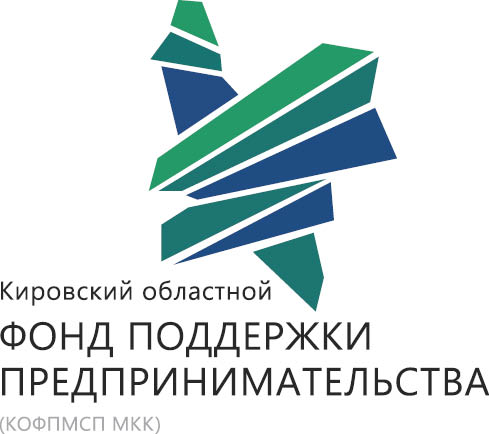 Кировский областной
ФОНД ПОДДЕРЖКИ
ПРЕДПРИНИМАТЕЛЬСТВА
(КОФПМСП МКК)